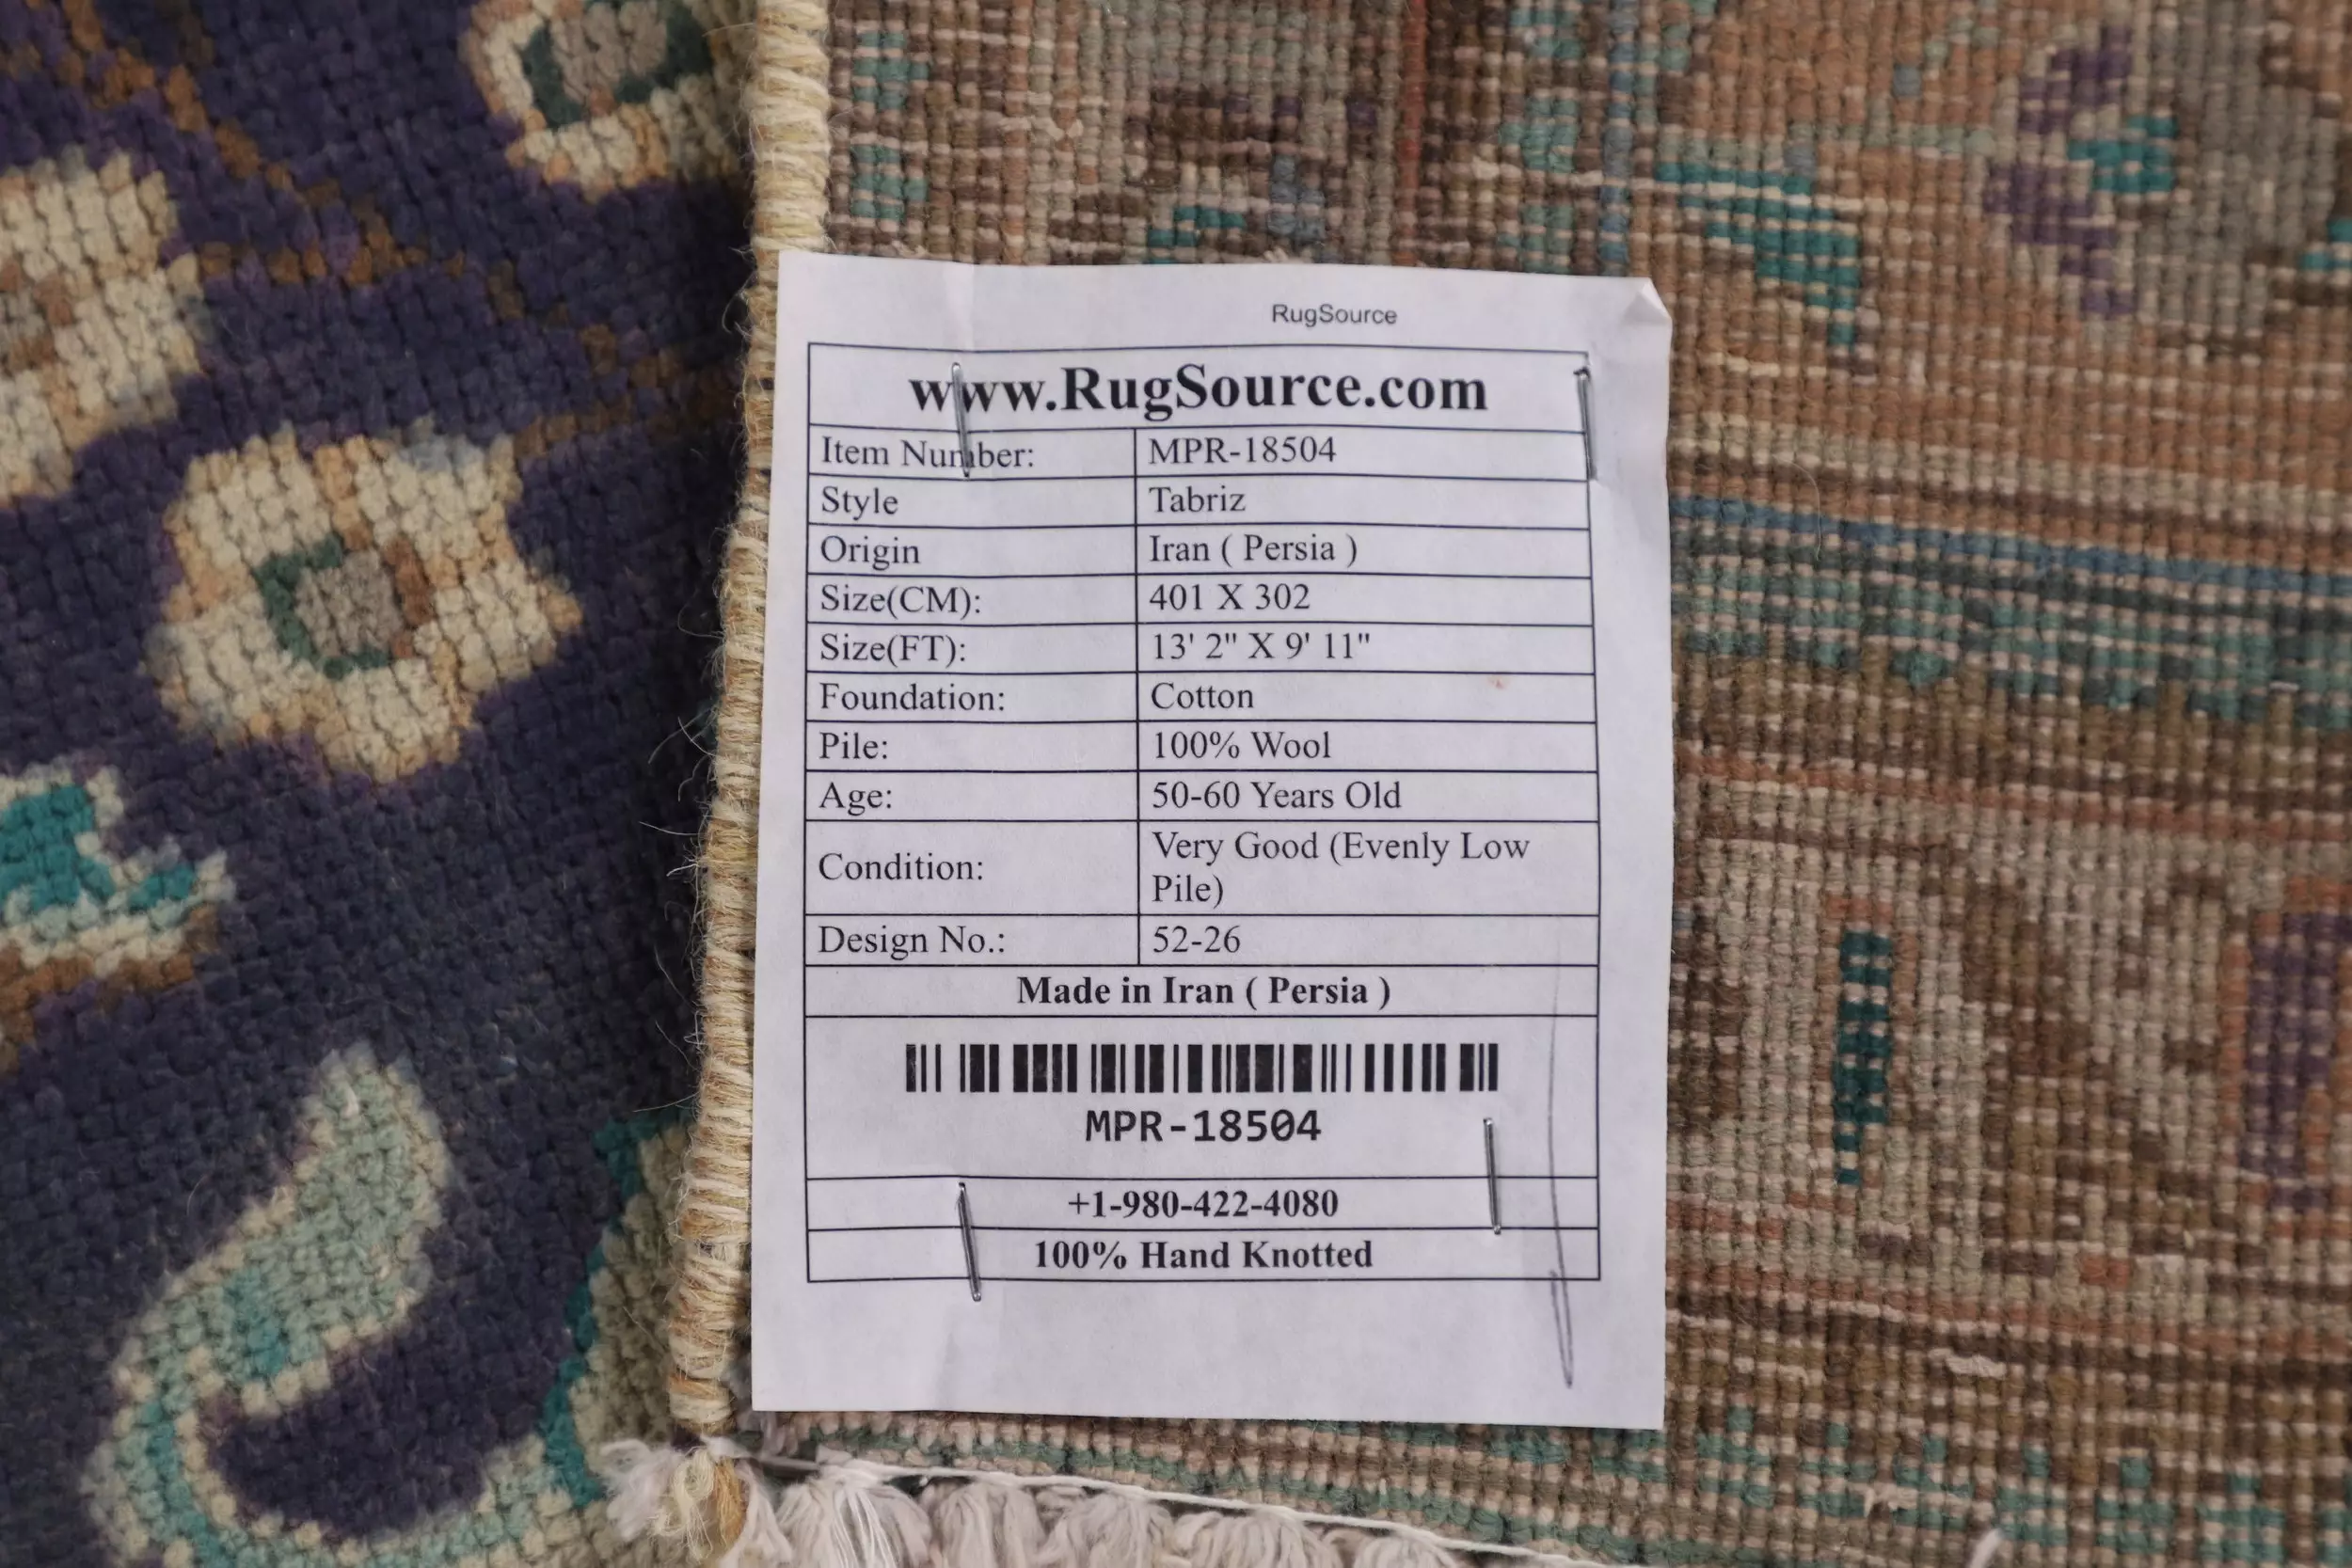 RugSource
www.RugSource.com
Item Number: MPR-18504
Style Tabriz
Origin Iran ( Persia )
Size(CM): 401 X 302
Size(FT): 13' 2" X 9' 11"
Foundation: Cotton
Pile: 100% Wool
Age: 50-60 Years Old
Condition: Very Good (Evenly Low
Pile)
Design No.: 52-26
Made in Iran ( Persia )
MPR-18504
+1-980-422-4080
100% Hand Knotted